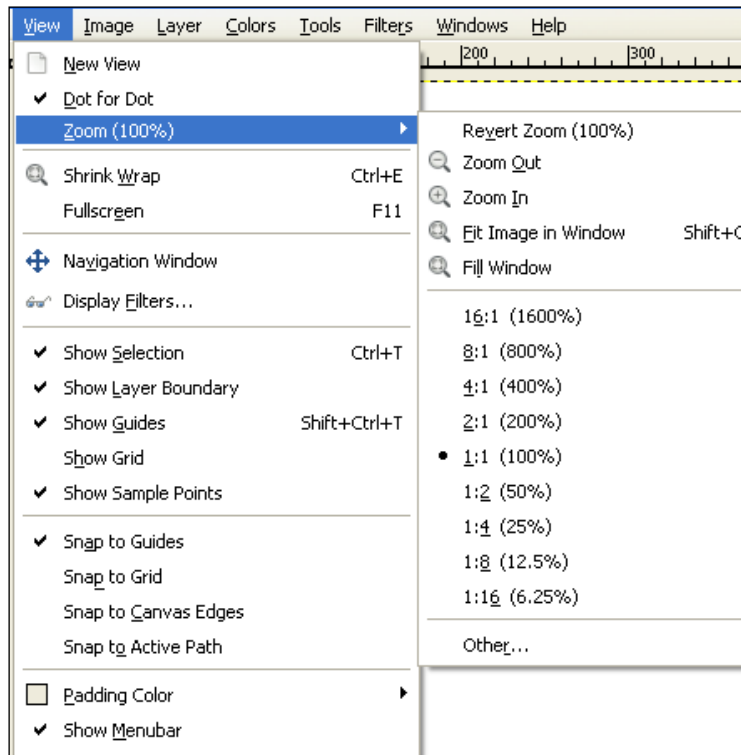 View Image Layer Colors Tools Filters Windows Help
200 300
New View
Dot for Dot
Zoom (100%)
Shrink Wrap Ctrl+E
Fullscreen F11
Navigation Window
Display Filters...
Show Selection Ctrl+T
Show Layer Boundary
Show Guides Shift+Ctrl+T
Show Grid
Show Sample Points
Snap to Guides
Snap to Grid
Snap to Canvas Edges
Snap to Active Path
Padding Color
Show Menubar
Revert Zoom (100%)
Zoom Out
Zoom In
Fit Image in Window Shift+C
Fill Window
16:1 (1600%)
8:1 (800%)
4:1 (400%)
2:1 (200%)
1:1 (100%)
1:2 (50%)
1:4 (25%)
1:8 (12.5%)
1:16 (6.25%)
Other...